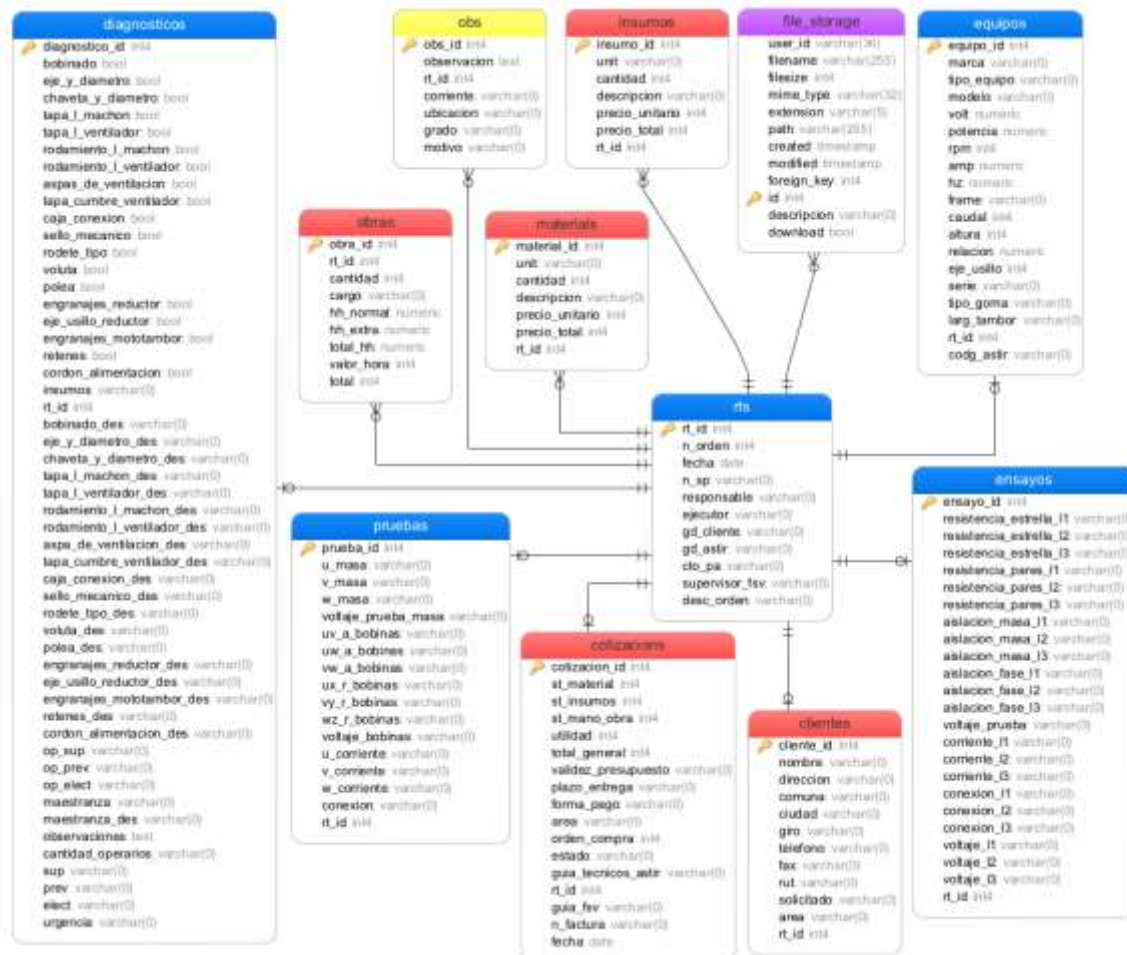 diagnosticos
diagnostico_id int4
bobinado bool
eje_y_diametro bool
chaveta_y_diametro bool
tapa_l_machon bool
tapa_l_ventilador bool
rodamiento_l_machon bool
rodamiento_l_ventilador bool
aspas_de_ventilacion bool
tapa_cumbre_ventilador bool
caja_conexion bool
sello_mecanico bool
rodete_tipo bool
voluta bool
polea bool
engranajes_reductor bool
eje_usillo_reductor bool
engranajes_mototambor bool
retenes bool
cordon_alimentacion bool
insumos varchar(0)
rt_id int4
bobinado_des varchar(0)
eje_y_diametro_des varchar(0)
chaveta_y_diametro_des varchar(0)
tapa_l_machon_des varchar(0)
tapa_l_ventilador_des varchar(0)
rodamiento_l_machon_des varchar(0)
rodamiento_l_ventilador_des varchar(0)
aspa_de_ventilacion_des varchar(0)
tapa_cumbre_ventilador_des varchar(0)
caja_conexion_des varchar(0)
sello_mecanico_des varchar(0)
rodete_tipo_des varchar(0)
voluta_des varchar(0)
polea_des varchar(0)
engranajes_reductor_des varchar(0)
eje_usillo_reductor_des varchar(0)
engranajes_mototambor_des varchar(0)
retenes_des varchar(0)
cordon_alimentacion_des varchar(0)
op_sup varchar(0)
op_prev varchar(0)
op_elect varchar(0)
maestranza varchar(0)
maestranza_des varchar(0)
observaciones text
cantidad_operarios varchar(0)
sup varchar(0)
prev varchar(0)
elect varchar(0)
urgencia varchar(0)
obs
obs_id int4
observacion text
rt_id int4
corriente varchar(0)
ubicacion varchar(0)
grado varchar(0)
motivo varchar(0)
insumos
insumo_id int4
unit varchar(0)
cantidad int4
descripcion varchar(0)
precio_unitario int4
precio_total int4
rt_id int4
file_storage
user_id varchar(36)
filename varchar(255)
filesize int4
mime_type varchar(32)
extension varchar(5)
path varchar(255)
created timestamp
modified timestamp
foreign_key int4
id int4
descripcion varchar(0)
download bool
equipos
equipo_id int4
marca varchar(0)
tipo_equipo varchar(0)
modelo varchar(0)
volt numeric
potencia numeric
rpm int4
amp numeric
hz numeric
frame varchar(0)
caudal int4
altura int4
relacion numeric
eje_usillo int4
serie varchar(0)
tipo_goma varchar(0)
larg_tambor varchar(0)
rt_id int4
codg_astir varchar(0)
obras
obra_id int4
rt_id int4
cantidad int4
cargo varchar(0)
hh_normal numeric
hh_extra numeric
total_hh numeric
valor_hora int4
total int4
materials
material_id int4
unit varchar(0)
cantidad int4
descripcion varchar(0)
precio_unitario int4
precio_total int4
rt_id int4
rts
rt_id int4
n_orden int4
fecha date
n_sp varchar(0)
responsable varchar(0)
ejecutor varchar(0)
gd_cliente varchar(0)
gd_astir varchar(0)
cto_pa varchar(0)
supervisor_fsv varchar(0)
desc_orden varchar(0)
pruebas
prueba_id int4
u_masa varchar(0)
v_masa varchar(0)
w_masa varchar(0)
voltaje_prueba_masa varchar(0)
uv_a_bobinas varchar(0)
uw_a_bobinas varchar(0)
vw_a_bobinas varchar(0)
ux_r_bobinas varchar(0)
vy_r_bobinas varchar(0)
wz_r_bobinas varchar(0)
voltaje_bobinas varchar(0)
u_corriente varchar(0)
v_corriente varchar(0)
w_corriente varchar(0)
conexion varchar(0)
rt_id int4
cotizacions
cotizacion_id int4
st_material int4
st_insumos int4
st_mano_obra int4
utilidad int4
total_general int4
validez_presupuesto varchar(0)
plazo_entrega varchar(0)
forma_pago varchar(0)
area varchar(0)
orden_compra int4
estado varchar(0)
guia_tecnicos_astir varchar(0)
rt_id int4
guia_fsv varchar(0)
n_factura varchar(0)
fecha date
clientes
cliente_id int4
nombre varchar(0)
direccion varchar(0)
comuna varchar(0)
ciudad varchar(0)
giro varchar(0)
telefono varchar(0)
fax varchar(0)
rut varchar(0)
solicitado varchar(0)
area varchar(0)
rt_id int4
ensayos
ensayo_id int4
resistencia_estrella_l1 varchar(0)
resistencia_estrella_l2 varchar(0)
resistencia_estrella_l3 varchar(0)
resistencia_pares_l1 varchar(0)
resistencia_pares_l2 varchar(0)
resistencia_pares_l3 varchar(0)
aislacion_masa_l1 varchar(0)
aislacion_masa_l2 varchar(0)
aislacion_masa_l3 varchar(0)
aislacion_fase_l1 varchar(0)
aislacion_fase_l2 varchar(0)
aislacion_fase_l3 varchar(0)
voltaje_prueba varchar(0)
corriente_l1 varchar(0)
corriente_l2 varchar(0)
corriente_l3 varchar(0)
conexion_l1 varchar(0)
conexion_l2 varchar(0)
conexion_l3 varchar(0)
voltaje_l1 varchar(0)
voltaje_l2 varchar(0)
voltaje_l3 varchar(0)
rt_id int4